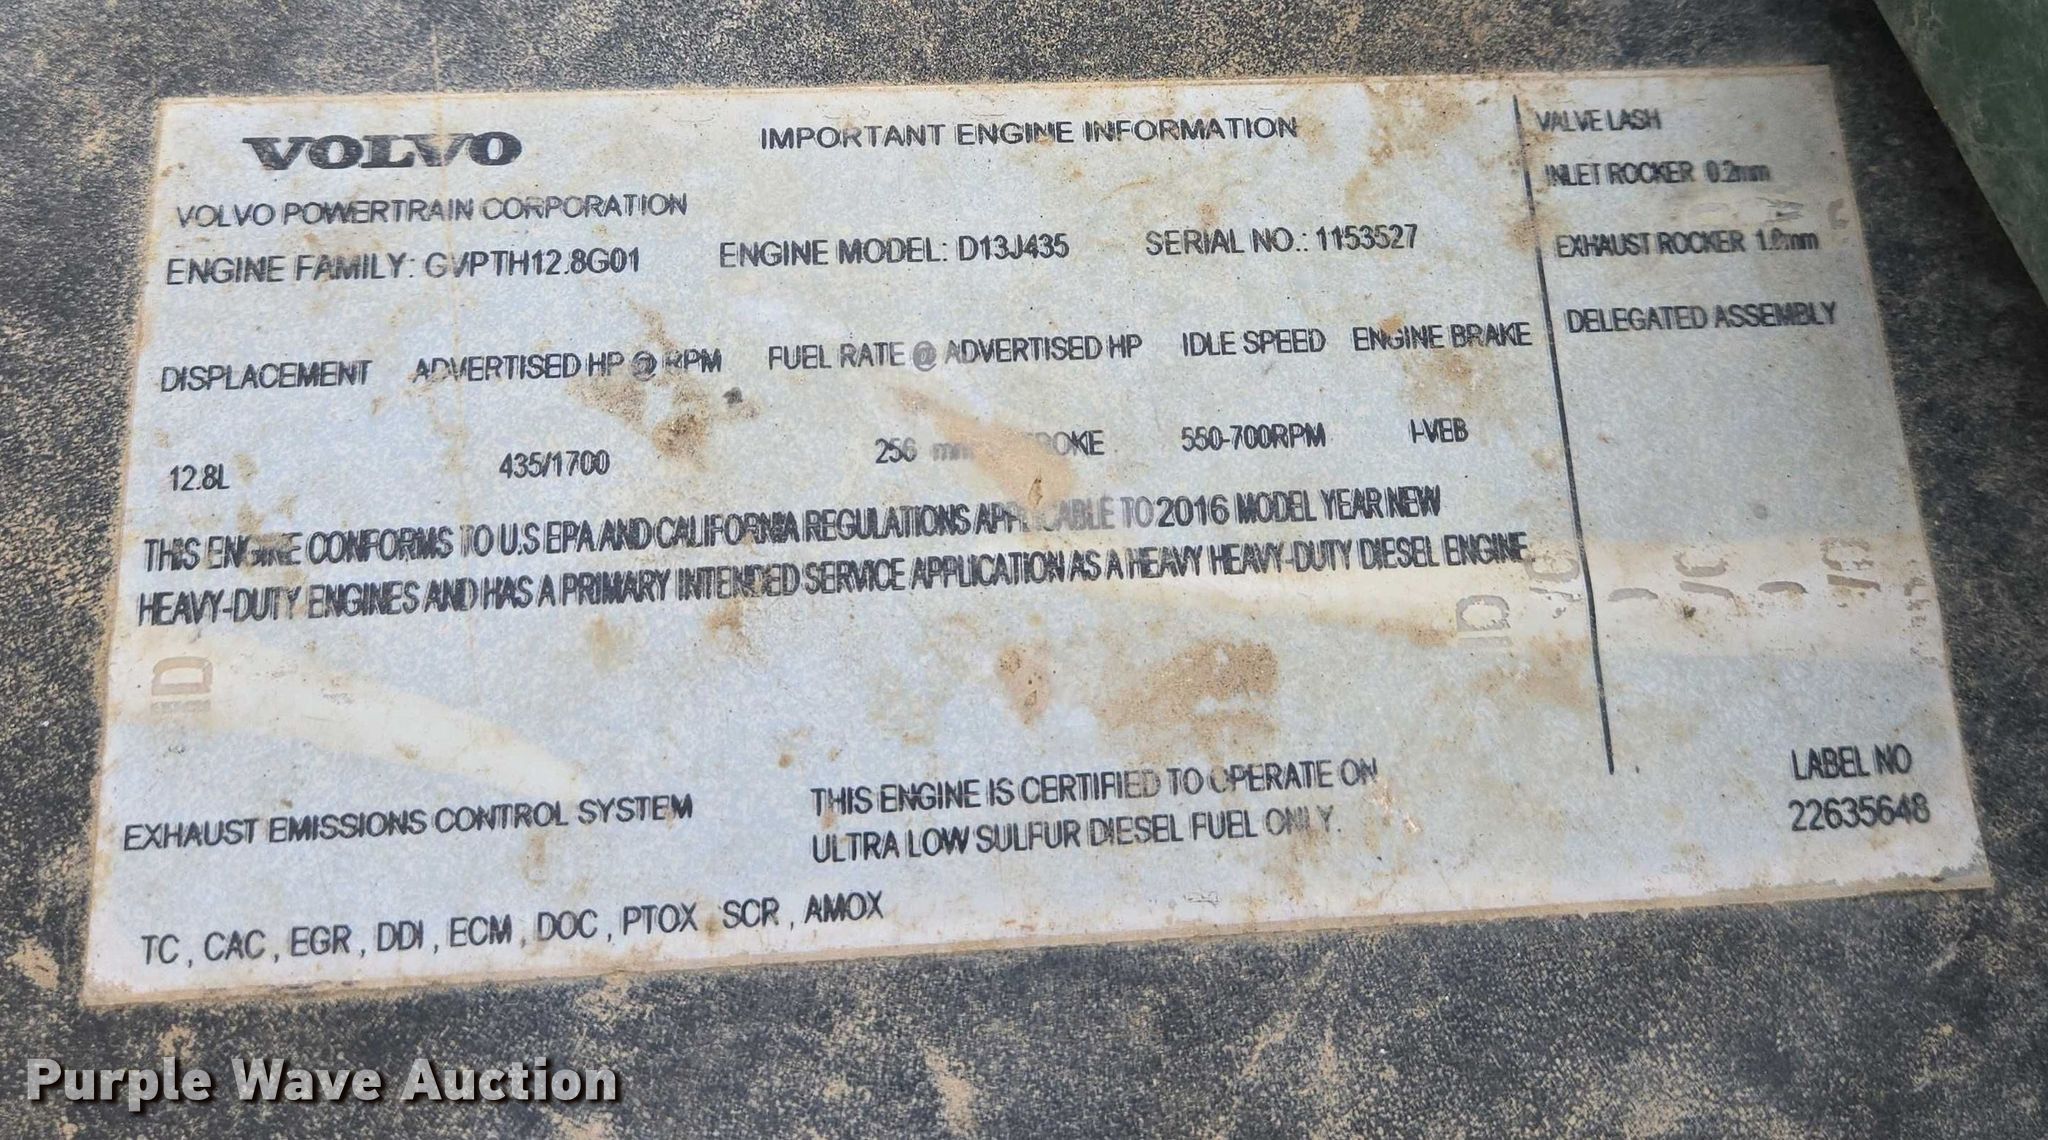 VOLVO
IMPORTANT ENGINE INFORMATION
VOLVO POWERTRAIN CORPORATION
ENGINE FAMILY: GVPTH12.8G01 ENGINE MODEL: D13J435 SERIAL NO.: 1153527
DISPLACEMENT ADVERTISED HP @ RPM FUEL RATE @ ADVERTISED HP IDLE SPEED ENGINE BRAKE
12.8L 435/1700 256 550-700RPM I-VEB
THIS ENGINE CONFORMS TO U.S EPA AND CALIFORNIA REGULATIONS APPLICABLE TO 2016 MODEL YEAR NEW
HEAVY-DUTY ENGINES AND HAS A PRIMARY INTENDED SERVICE APPLICATION AS A HEAVY HEAVY-DUTY DIESEL ENGINE
VALVE LASH
INLET ROCKER 0.2mm
EXHAUST ROCKER
DELEGATED ASSEMBLY
EXHAUST EMISSIONS CONTROL SYSTEM
TC, CAC, EGR, DDI, ECM, DOC, PTOX SCR, AMOX
THIS ENGINE IS CERTIFIED TO OPERATE ON
ULTRA LOW SULFUR DIESEL FUEL ONLY.
LABEL NO
22635648
Purple Wave Auction